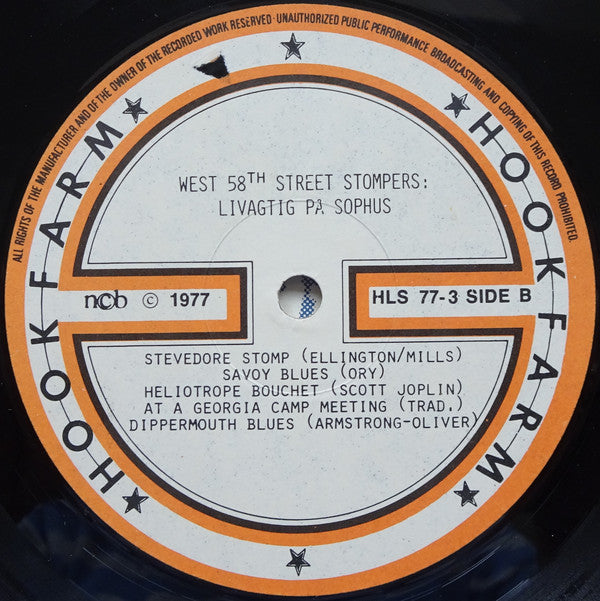 ALL RIGHTS OF THE MANUFACTURER AND OF THE OWNER OF THE RECORDED WORK RESERVED · UNAUTHORIZED PUBLIC PERFORMANCE BROADCASTING AND COPYING OF THIS RECORD PROHIBITED.
HOOKFARM
HOOKFARM
WEST 58TH STREET STOMPERS:
LIVAGTIG PÅ SOPHUS
ncb © 1977
HLS 77-3 SIDE B
STEVEDORE STOMP (ELLINGTON/MILLS)
SAVOY BLUES (ORY)
HELIOTROPE BOUCHET (SCOTT JOPLIN)
AT A GEORGIA CAMP MEETING (TRAD.)
DIPPERMOUTH BLUES (ARMSTRONG-OLIVER)